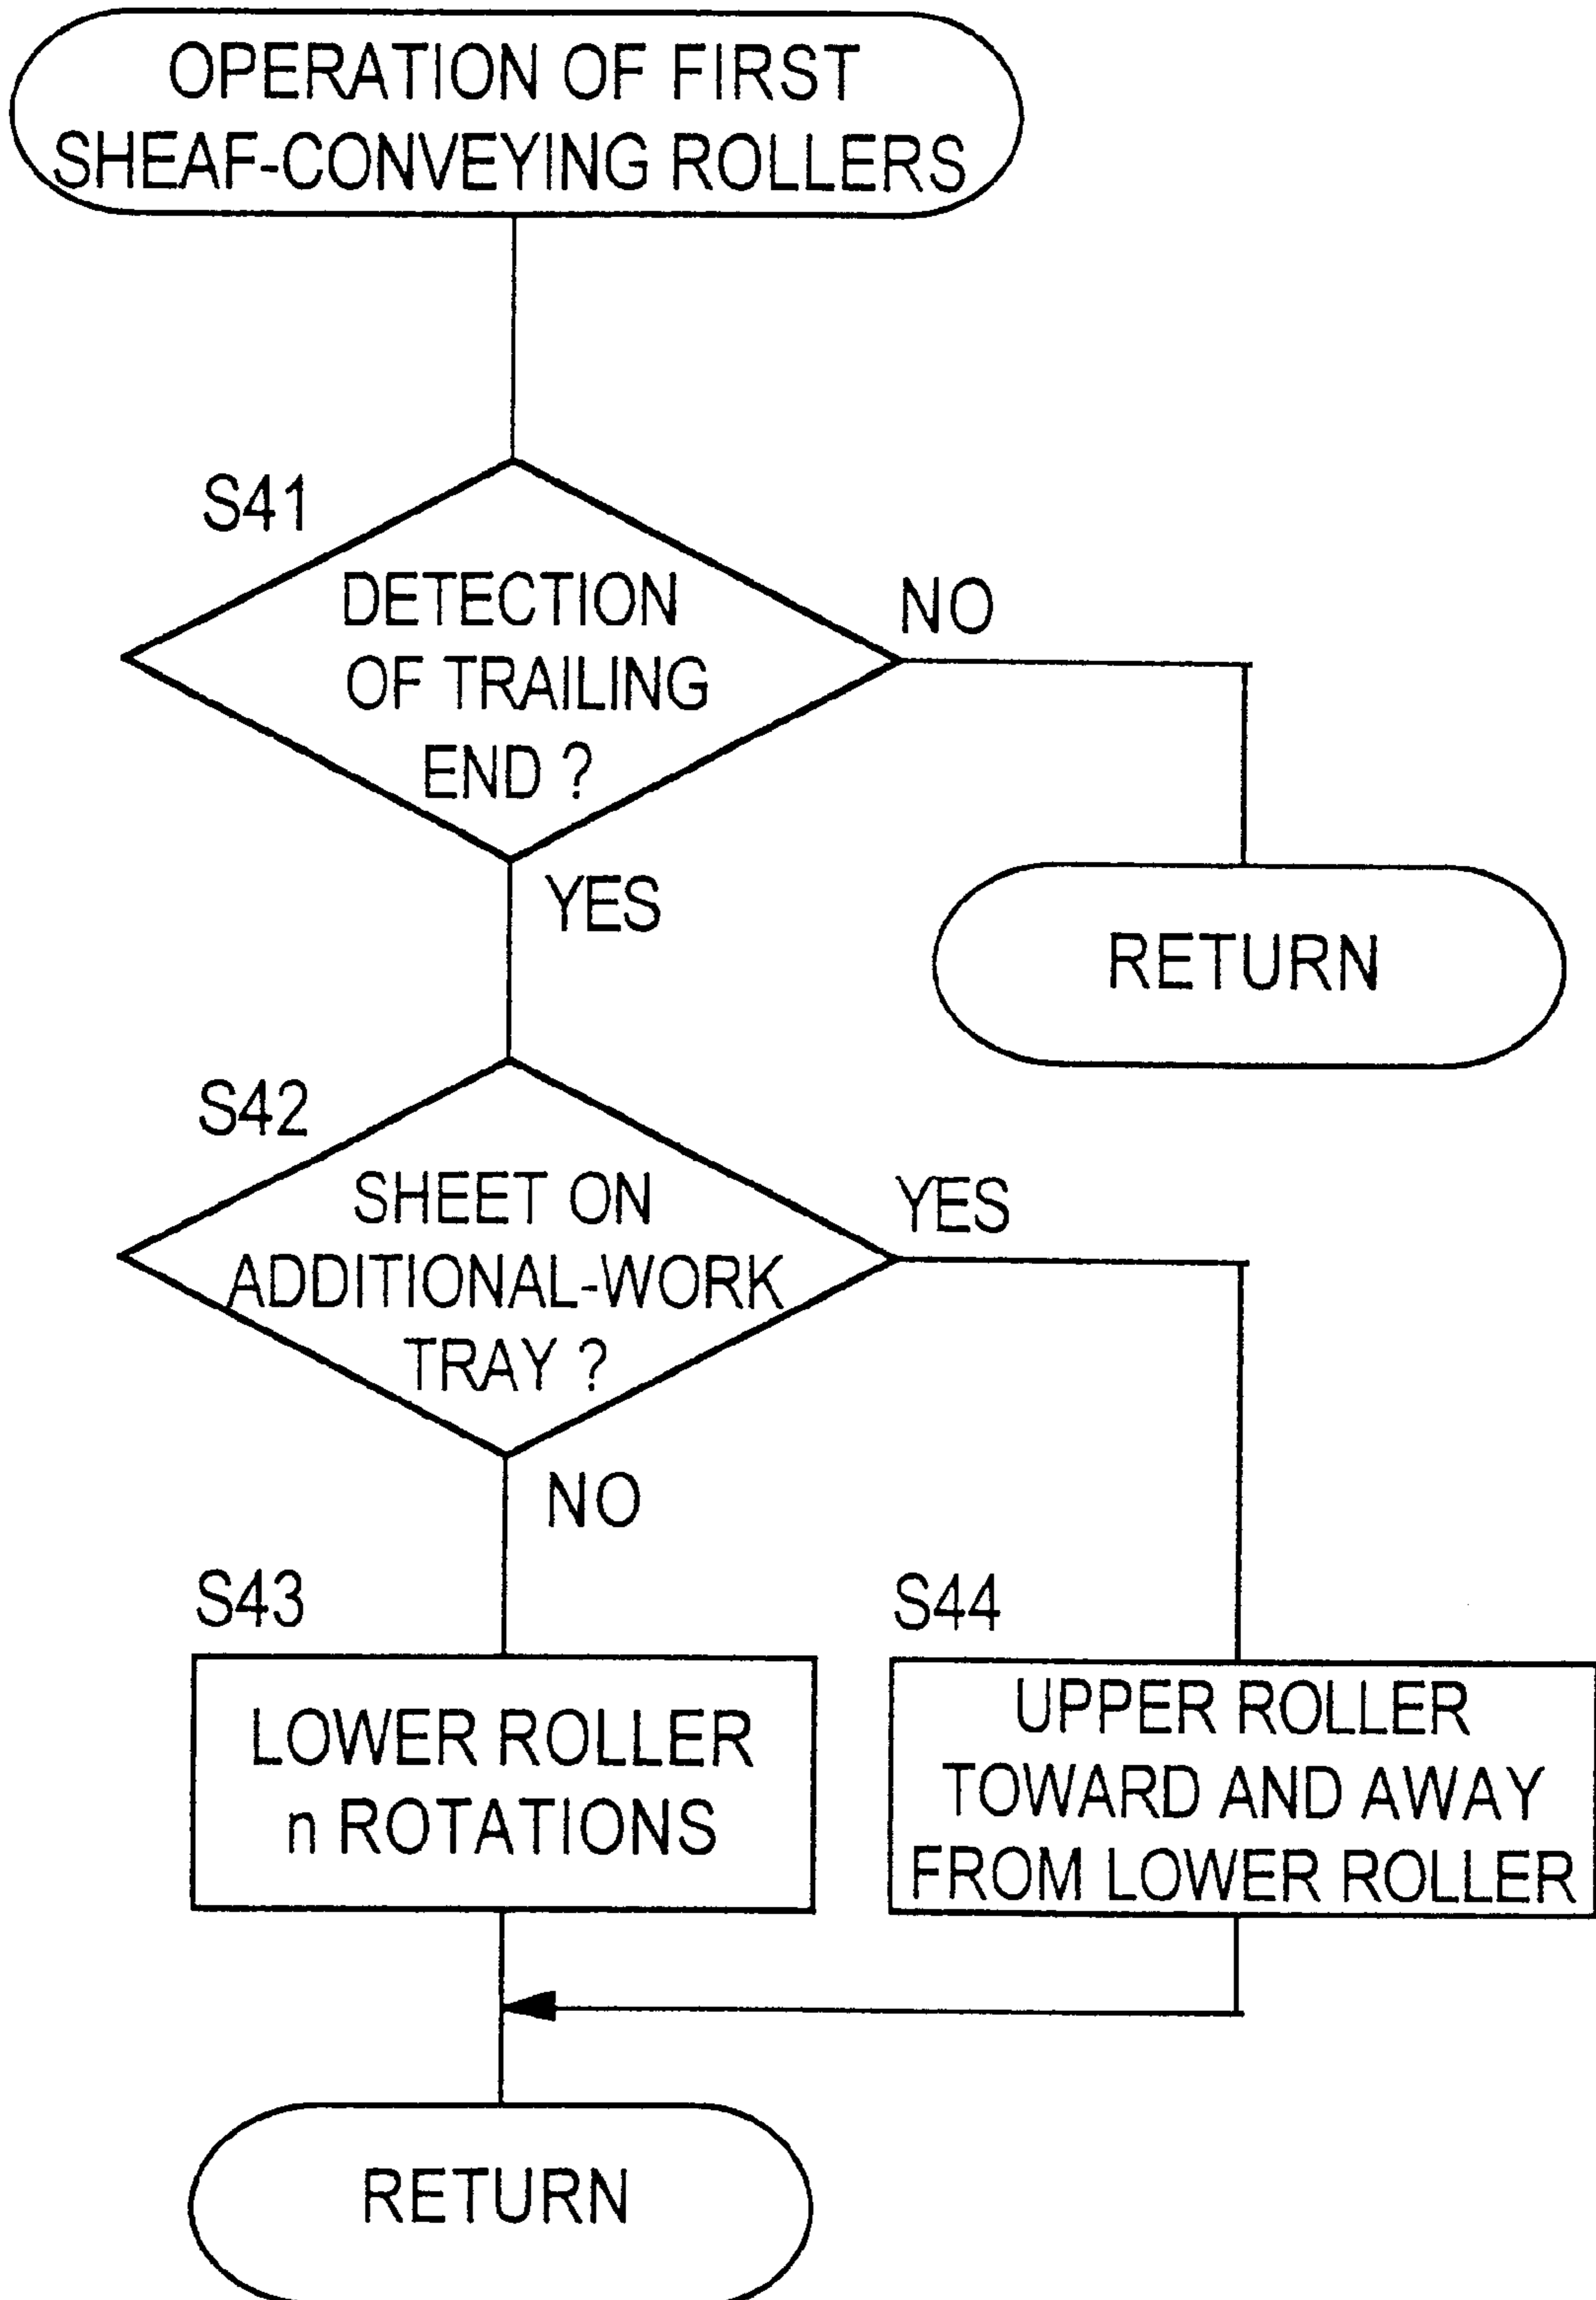 OPERATION OF FIRST
SHEAF-CONVEYING ROLLERS
S41
DETECTION
OF TRAILING
END ?
NO
YES
RETURN
S42
SHEET ON
ADDITIONAL-WORK
TRAY ?
YES
NO
S43
LOWER ROLLER
n ROTATIONS
S44
UPPER ROLLER
TOWARD AND AWAY
FROM LOWER ROLLER
RETURN